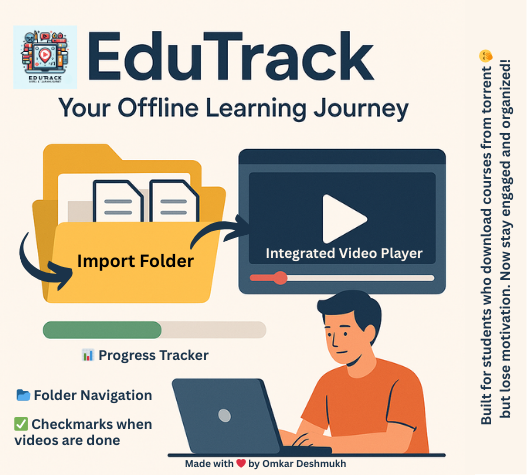 EDUTRACK
EduTrack
Your Offline Learning Journey
Import Folder
Integrated Video Player
📊 Progress Tracker
📂 Folder Navigation
✅ Checkmarks when
videos are done
Made with ❤️ by Omkar Deshmukh
Built for students who download courses from torrent 😉
but lose motivation. Now stay engaged and organized!